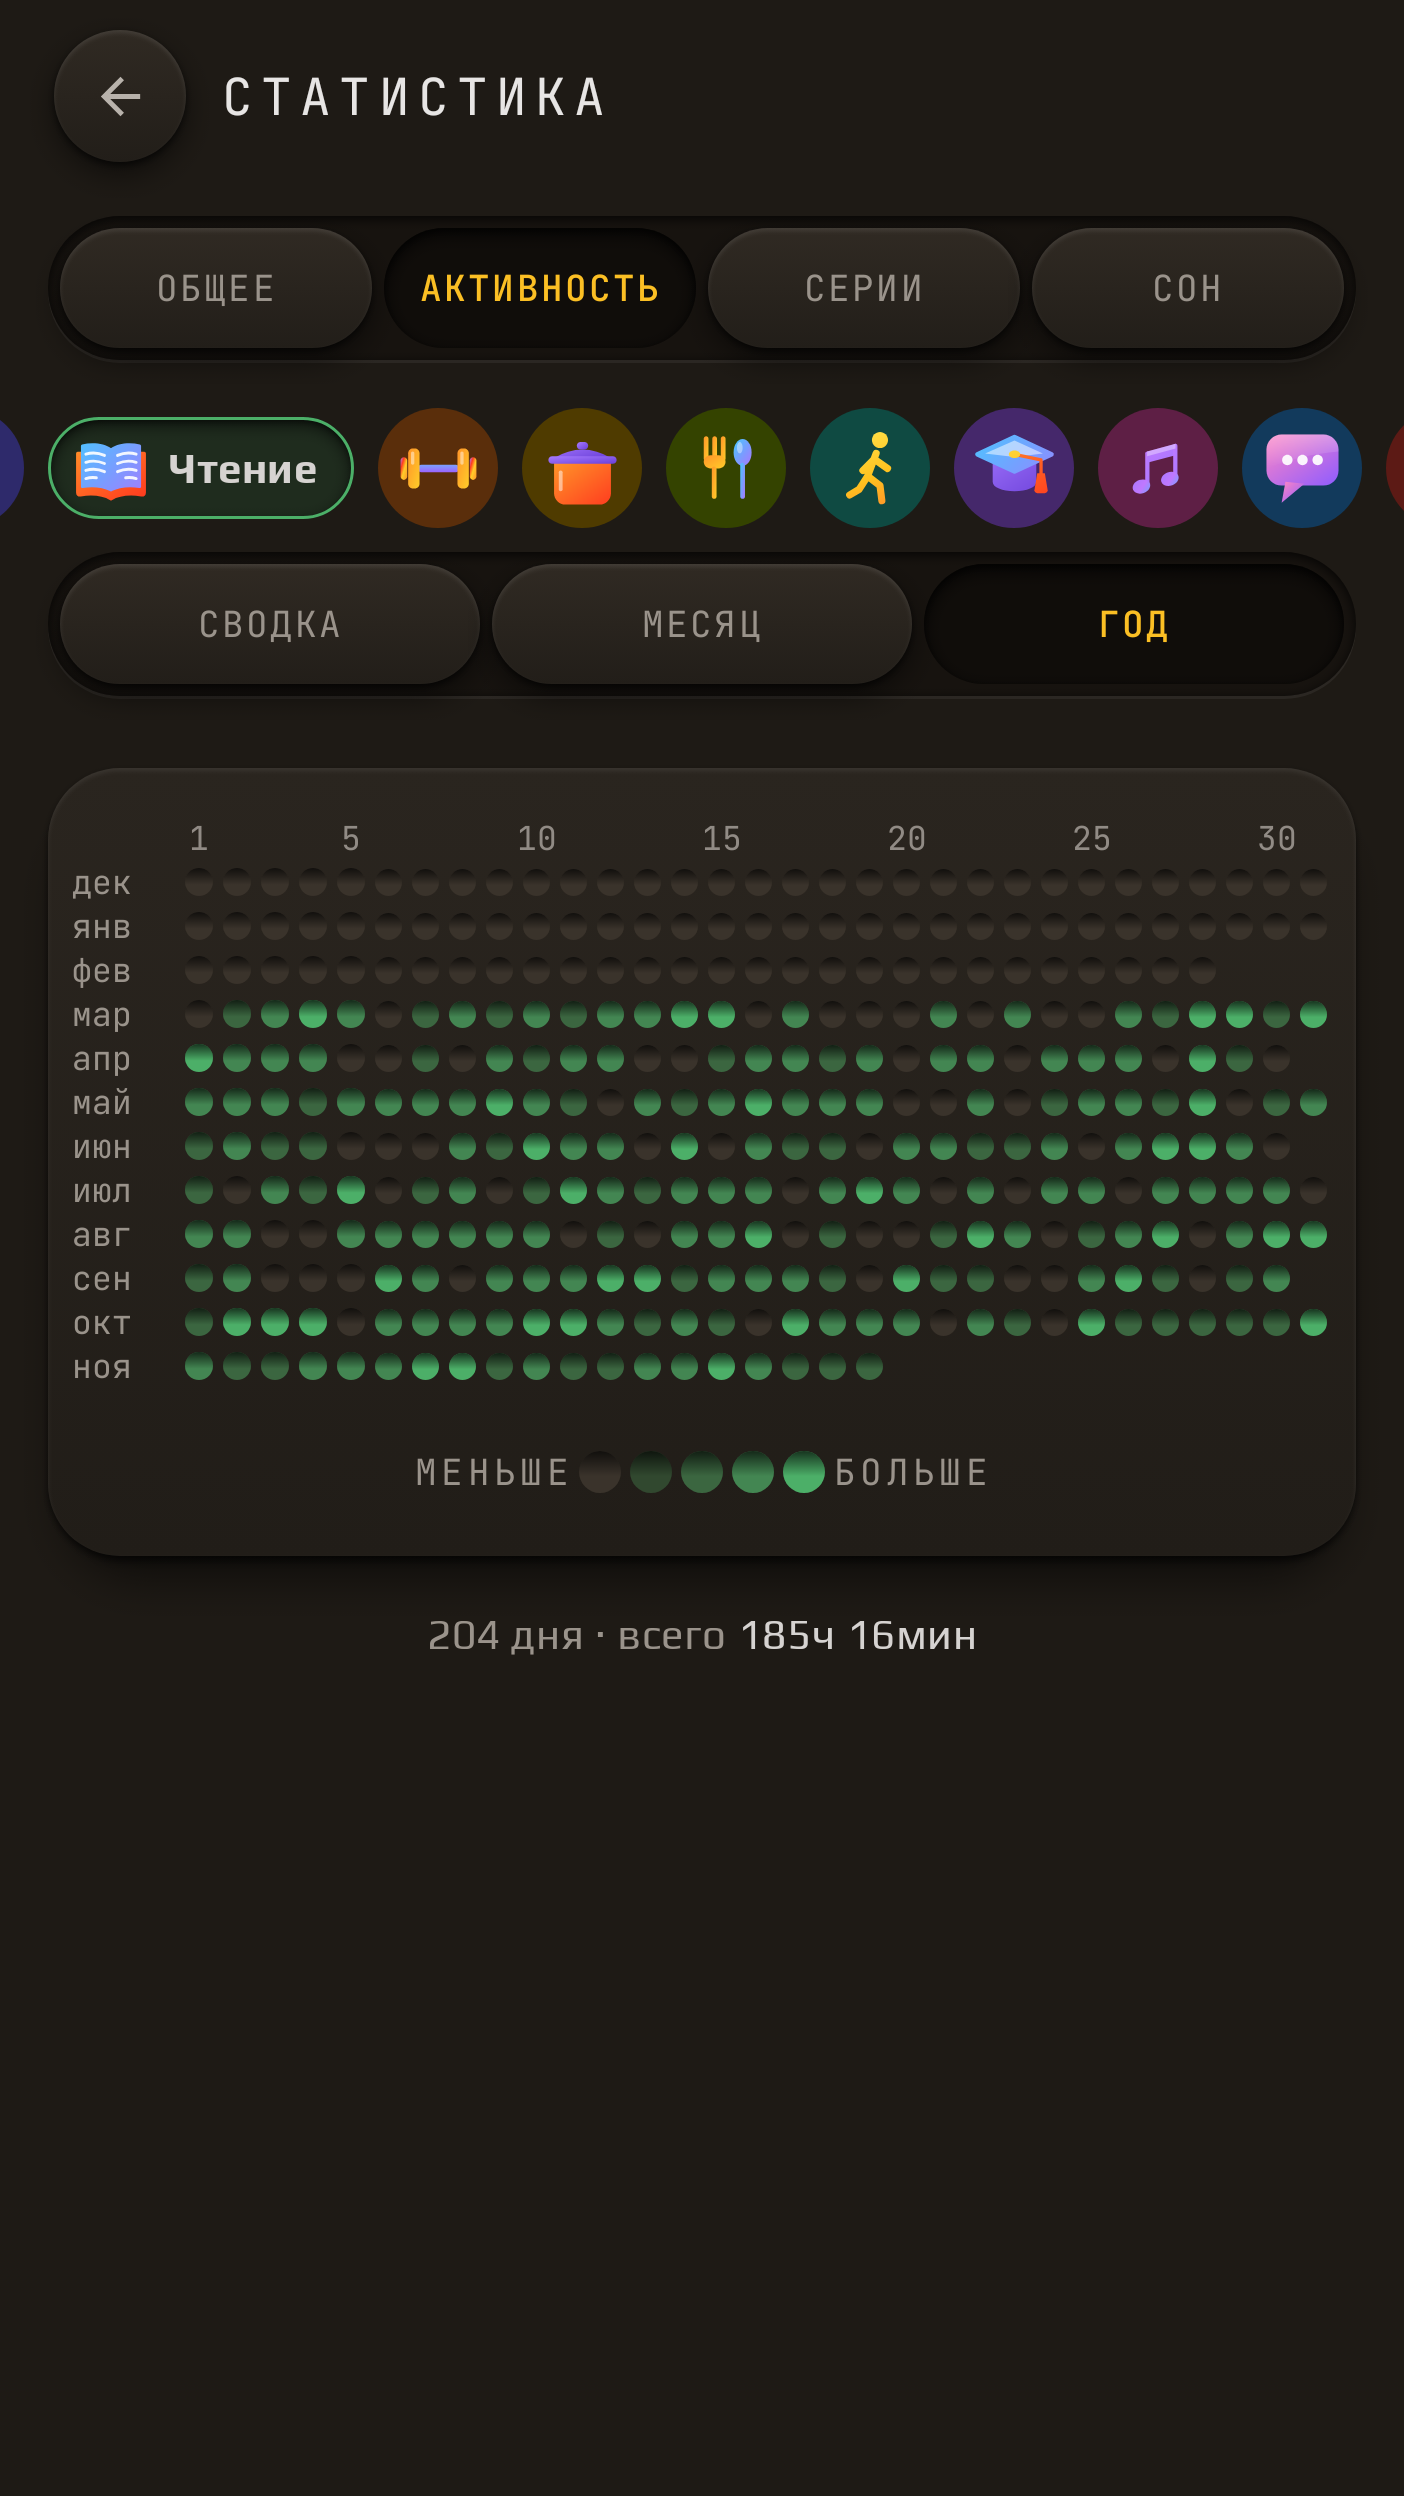 СТАТИСТИКА
ОБЩЕЕ АКТИВНОСТЬ СЕРИИ СОН
Чтение
СВОДКА МЕСЯЦ ГОД
1 5 10 15 20 25 30
дек
янв
фев
мар
апр
май
июн
июл
авг
сен
окт
ноя
МЕНЬШЕ БОЛЬШЕ
204 дня · всего 185ч 16мин